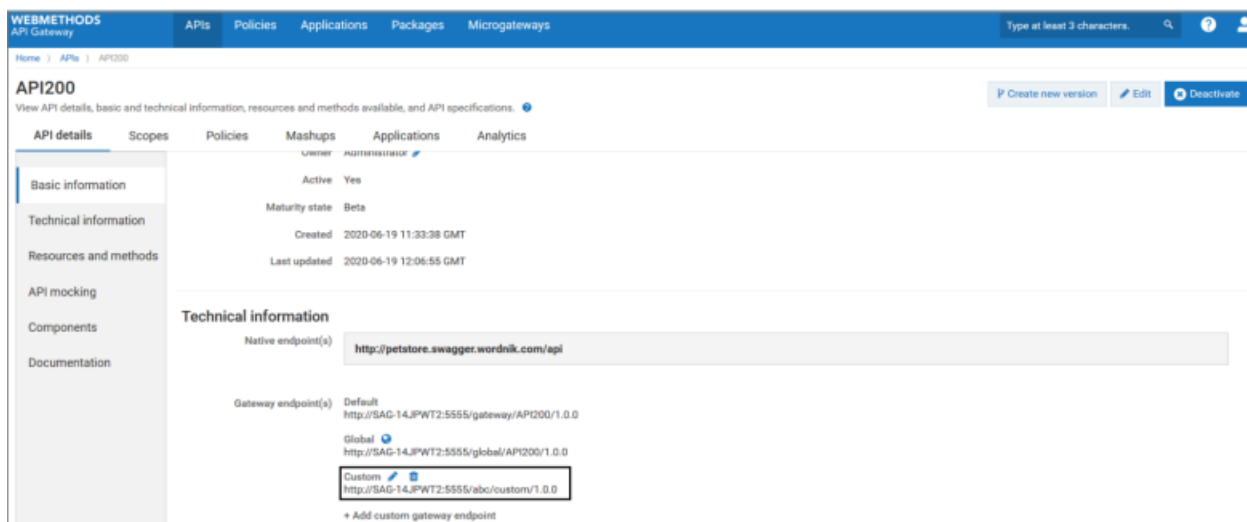 WEBMETHODS
API Gateway
APIs Policies Applications Packages Microgateways
Type at least 3 characters.
Home APIs API200
API200
View API details, basic and technical information, resources and methods available, and API specifications.
Create new version Edit Deactivate
API details Scopes Policies Mashups Applications Analytics
Owner Administrator
Basic information
Active Yes
Maturity state Beta
Technical information
Created 2020-06-19 11:33:38 GMT
Resources and methods
Last updated 2020-06-19 12:06:55 GMT
API mocking
Components
Documentation
Technical information
Native endpoint(s) http://petstore.swagger.wordnik.com/api
Gateway endpoint(s) Default
http://SAG-14JPWT2:5555/gateway/API200/1.0.0
Global
http://SAG-14JPWT2:5555/global/API200/1.0.0
Custom
http://SAG-14JPWT2:5555/abc/custom/1.0.0
+ Add custom gateway endpoint